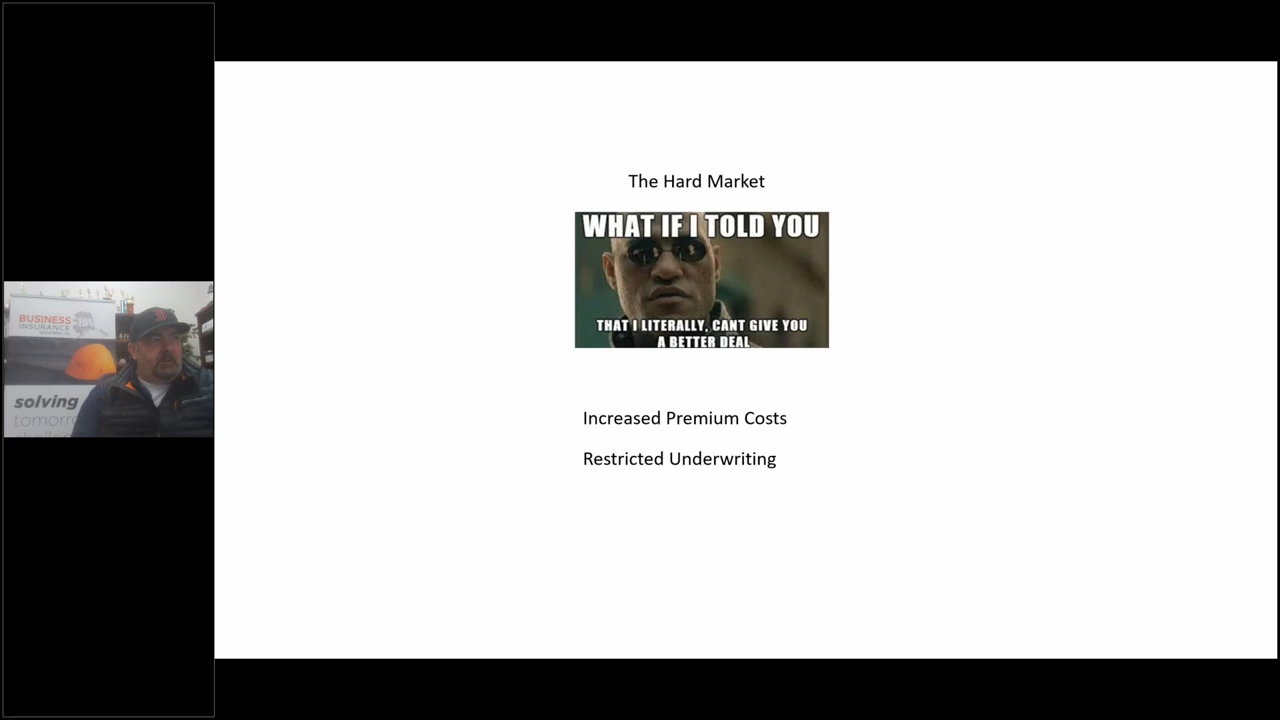 The Hard Market
WHAT IF I TOLD YOU
THAT I LITERALLY, CANT GIVE YOU
A BETTER DEAL
Increased Premium Costs
Restricted Underwriting
BUSINESS
INSURANCE
solving